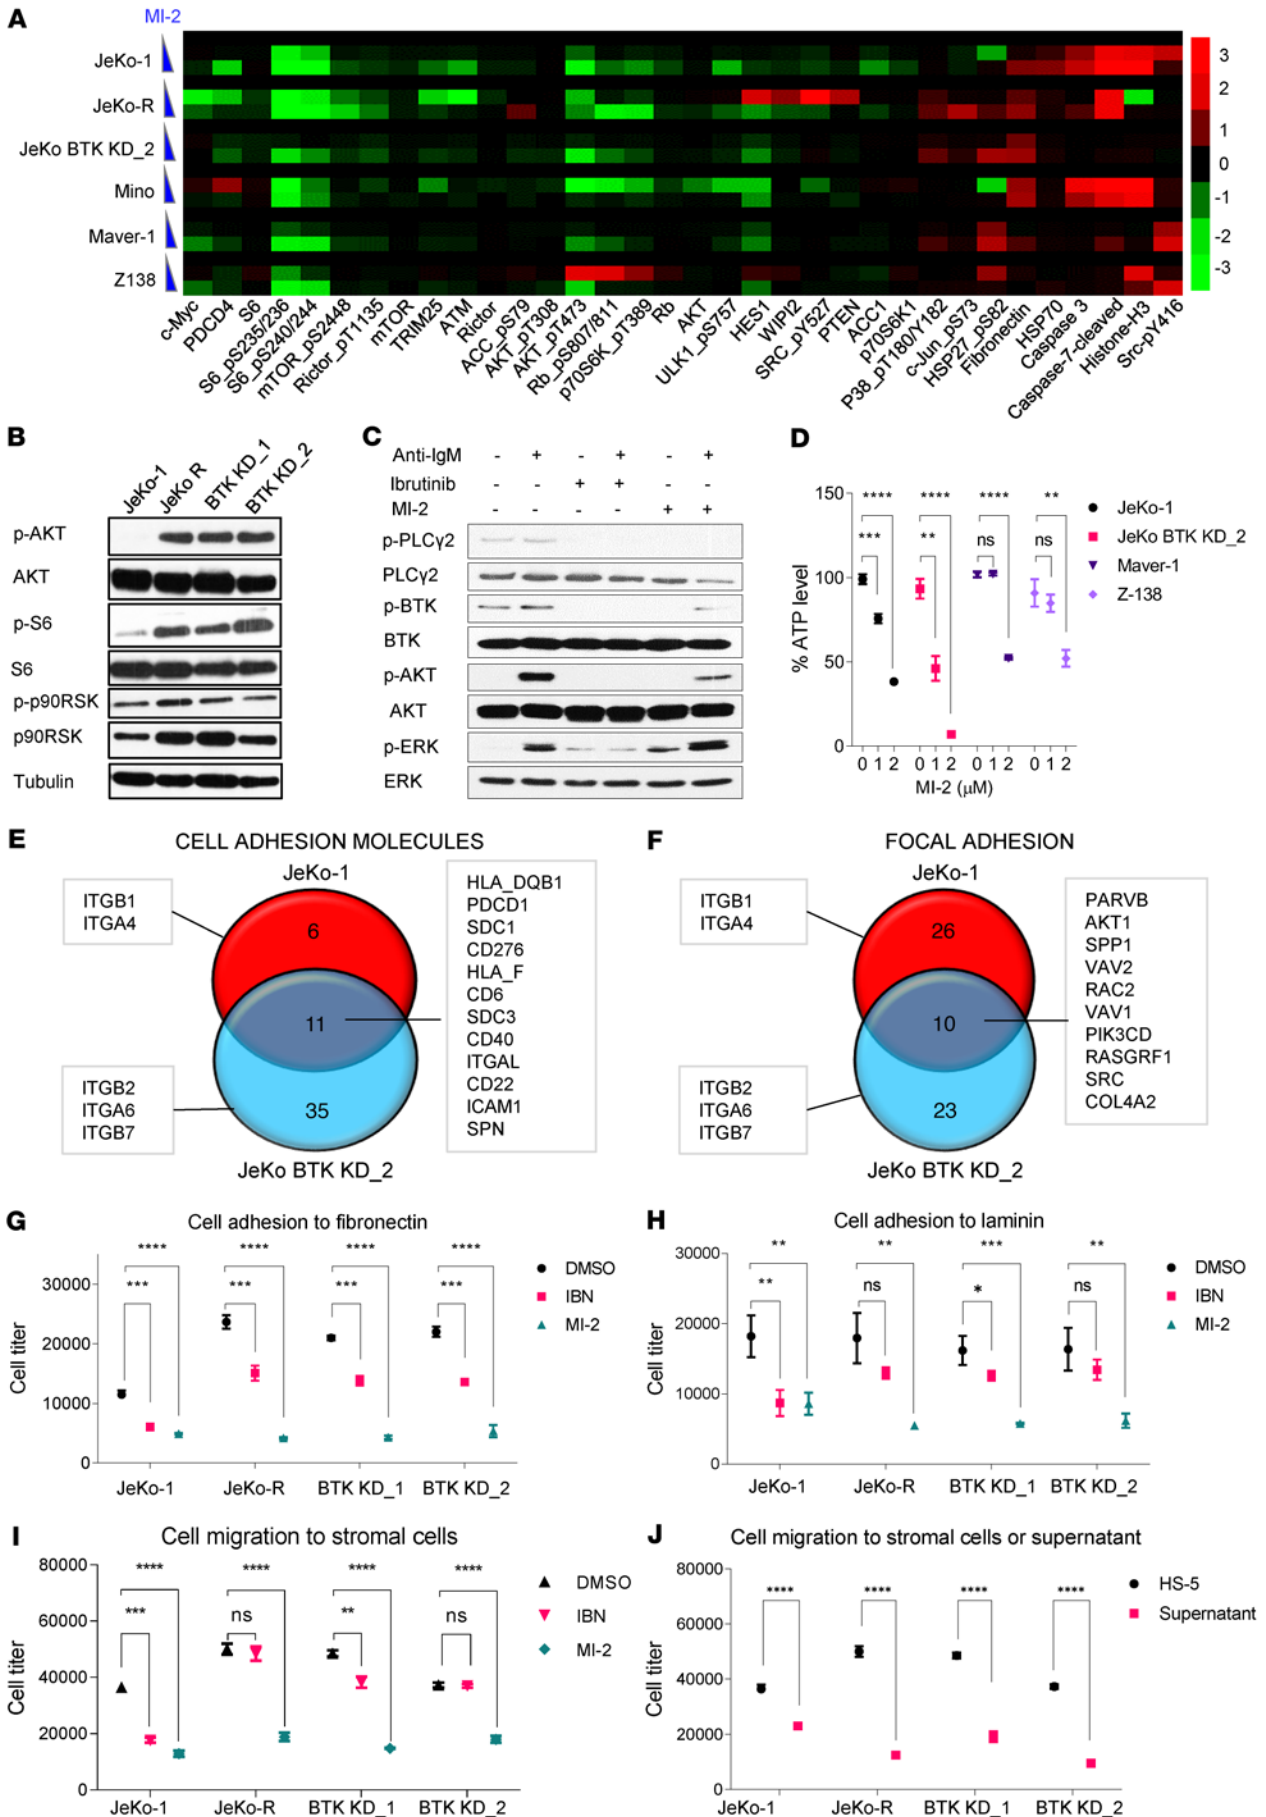 A
MI-2
JeKo-1
JeKo-R
JeKo BTK KD_2
Mino
Maver-1
Z138
3
2
1
0
-1
-2
-3
c-Myc
PDCD4
S6
S6_pS235/236
S6_pS240/244
mTOR_pS2448
Rictor_pT1135
mTOR
TRIM25
ATM
Rictor
ACC_pS79
AKT_pT308
AKT_pT473
Rb_pS807/811
p70S6K_pT389
Rb
AKT
ULK1_pS757
HES1
WIPI2
SRC_pY527
PTEN
ACC1
p70S6K1
P38_pT180/Y182
c-Jun_pS73
HSP27_pS82
Fibronectin
HSP70
Caspase 3
Caspase-7-cleaved
Histone-H3
Src-pY416
B
JeKo-1
JeKo R
BTK KD_1
BTK KD_2
p-AKT
AKT
p-S6
S6
p-p90RSK
p90RSK
Tubulin
C
Anti-IgM - + - + - +
Ibrutinib - - + + - -
MI-2 - - - - + +
p-PLCγ2
PLCγ2
p-BTK
BTK
p-AKT
AKT
p-ERK
ERK
D
% ATP level
150
100
50
0
**** **** **** **
*** ** ns ns
0 1 2 0 1 2 0 1 2 0 1 2
MI-2 (μM)
JeKo-1
JeKo BTK KD_2
Maver-1
Z-138
E
CELL ADHESION MOLECULES
JeKo-1
ITGB1
ITGA4
6
11
35
ITGB2
ITGA6
ITGB7
JeKo BTK KD_2
HLA_DQB1
PDCD1
SDC1
CD276
HLA_F
CD6
SDC3
CD40
ITGAL
CD22
ICAM1
SPN
F
FOCAL ADHESION
JeKo-1
ITGB1
ITGA4
26
10
23
ITGB2
ITGA6
ITGB7
JeKo BTK KD_2
PARVB
AKT1
SPP1
VAV2
RAC2
VAV1
PIK3CD
RASGRF1
SRC
COL4A2
G
Cell adhesion to fibronectin
Cell titer
30000
20000
10000
0
**** **** **** ****
*** *** *** ***
JeKo-1 JeKo-R BTK KD_1 BTK KD_2
DMSO
IBN
MI-2
H
Cell adhesion to laminin
Cell titer
30000
20000
10000
0
** ** *** **
** ns * ns
JeKo-1 JeKo-R BTK KD_1 BTK KD_2
DMSO
IBN
MI-2
I
Cell migration to stromal cells
Cell titer
80000
60000
40000
20000
0
**** **** **** ****
*** ns ** ns
JeKo-1 JeKo-R BTK KD_1 BTK KD_2
DMSO
IBN
MI-2
J
Cell migration to stromal cells or supernatant
Cell titer
80000
60000
40000
20000
0
**** **** **** ****
JeKo-1 JeKo-R BTK KD_1 BTK KD_2
HS-5
Supernatant